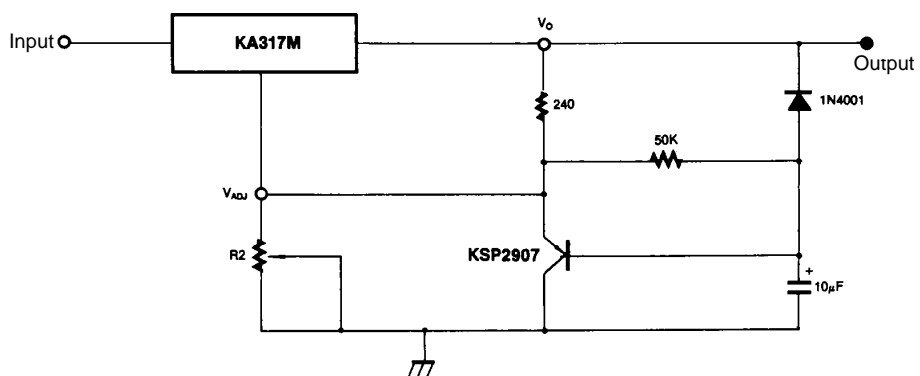 Input
KA317M
Vo
Output
240
1N4001
50K
VADJ
R2
KSP2907
+
10μF